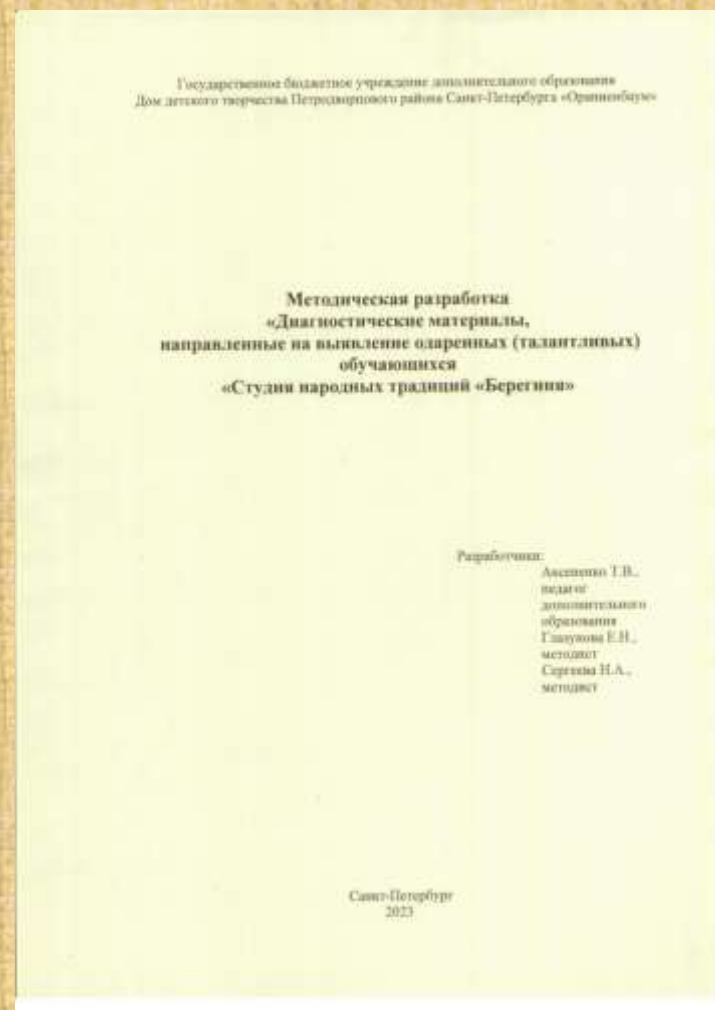 Государственное бюджетное учреждение дополнительного образования
Дом детского творчества Петродворцового района Санкт-Петербурга «Ораниенбаум»
Методическая разработка
«Диагностические материалы,
направленные на выявление одаренных (талантливых)
обучающихся
«Студия народных традиций «Берегиня»
Разработчики:
Аксененко Т.В.,
педагог
дополнительного
образования
Глазунова Е.Н.,
методист
Сергеева Н.А.,
методист
Санкт-Петербург
2023